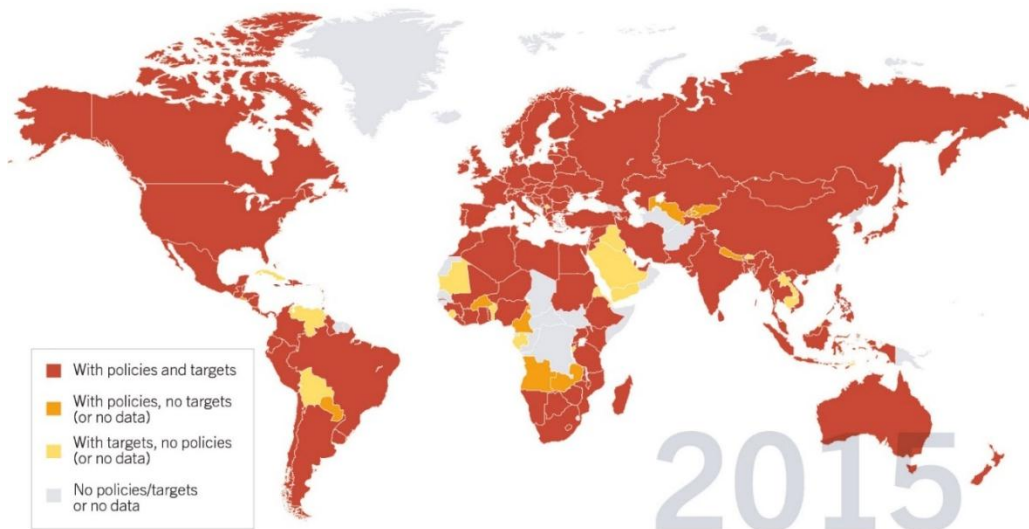 With policies and targets
With policies, no targets
(or no data)
With targets, no policies
(or no data)
No policies/targets
or no data
2015